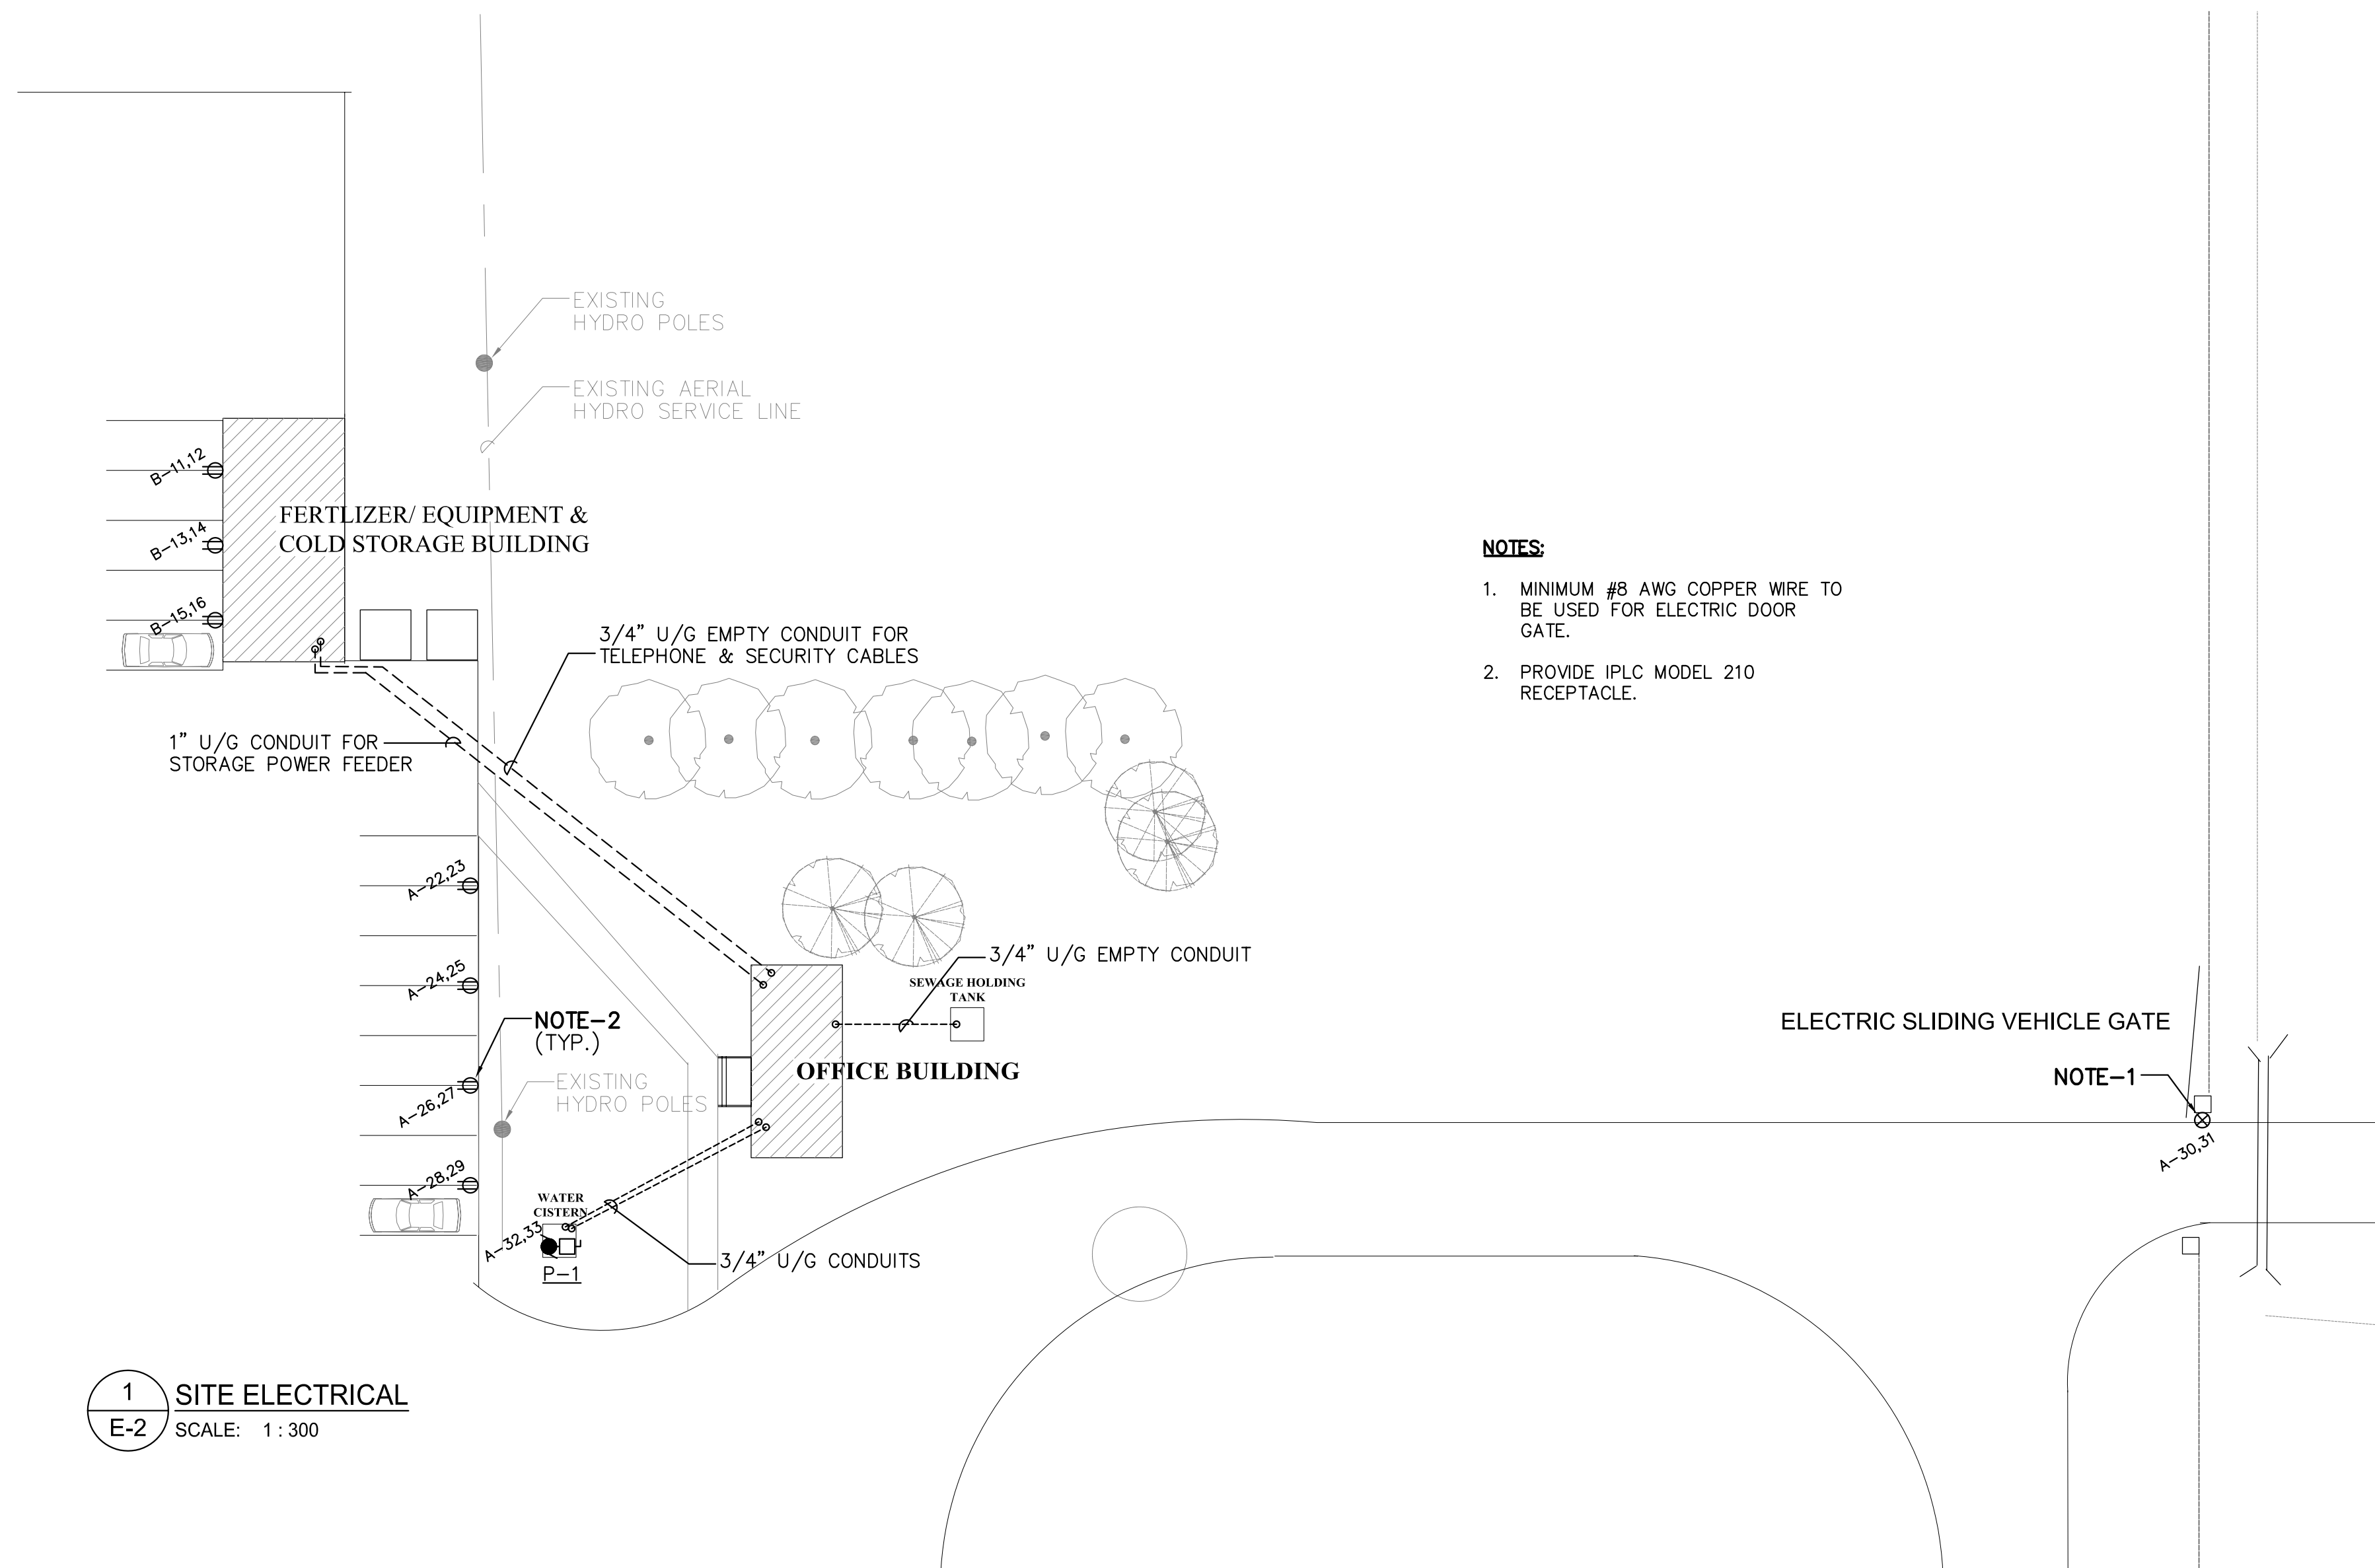 EXISTING
HYDRO POLES
EXISTING AERIAL
HYDRO SERVICE LINE
B-11,12
B-13,14
B-15,16
FERTLIZER/ EQUIPMENT &
COLD STORAGE BUILDING
NOTES:
1. MINIMUM #8 AWG COPPER WIRE TO
BE USED FOR ELECTRIC DOOR
GATE.
2. PROVIDE IPLC MODEL 210
RECEPTACLE.
3/4" U/G EMPTY CONDUIT FOR
TELEPHONE & SECURITY CABLES
1" U/G CONDUIT FOR
STORAGE POWER FEEDER
A-22,23
A-24,25
A-26,27
A-28,29
3/4" U/G EMPTY CONDUIT
SEWAGE HOLDING
TANK
NOTE-2
(TYP.)
OFFICE BUILDING
EXISTING
HYDRO POLES
ELECTRIC SLIDING VEHICLE GATE
NOTE-1
A-30,31
WATER
CISTERN
A-32,33
P-1
3/4" U/G CONDUITS
1
E-2
SITE ELECTRICAL
SCALE: 1 : 300